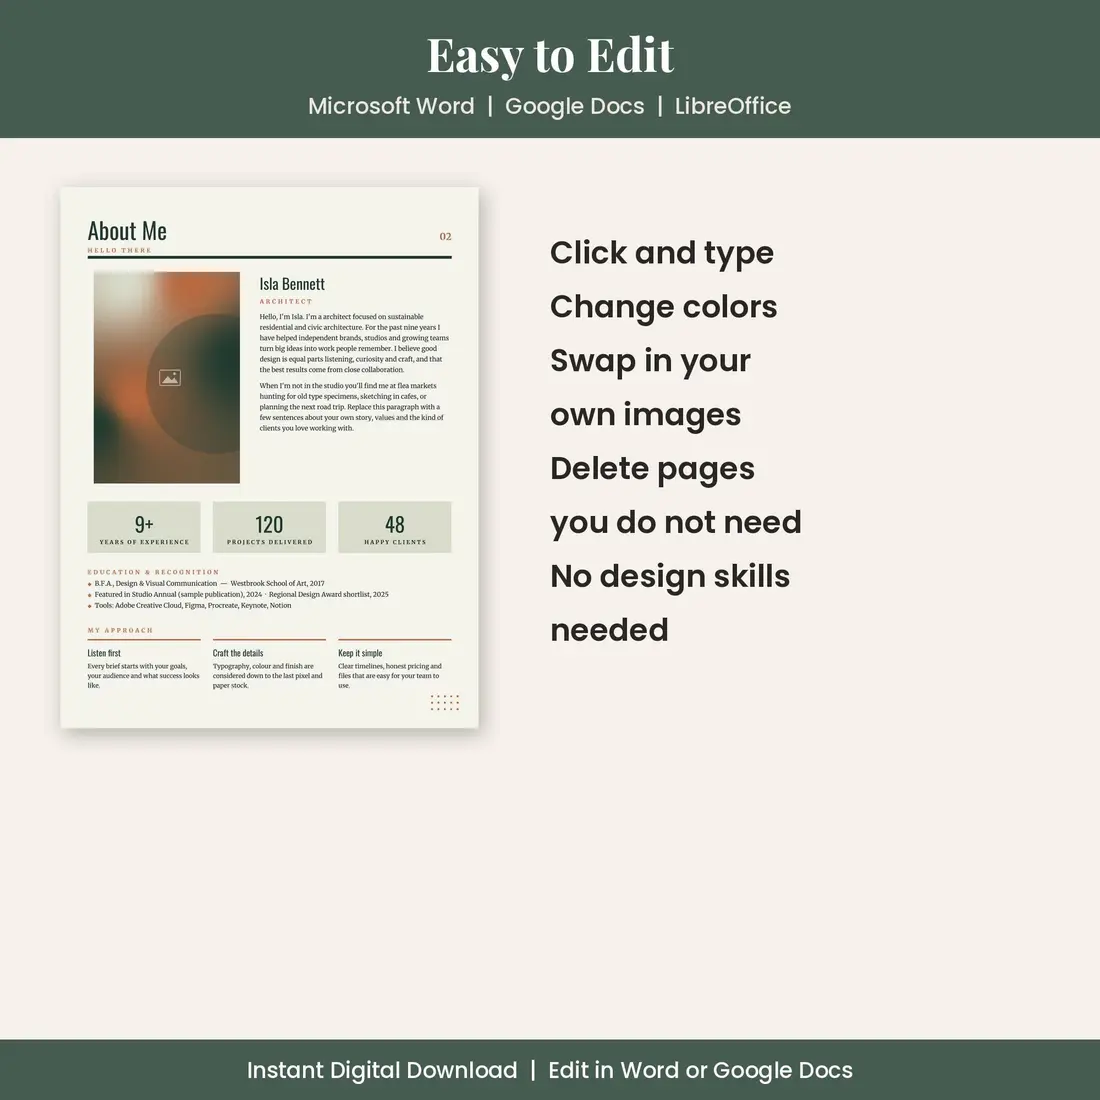 Easy to Edit
Microsoft Word | Google Docs | LibreOffice
About Me
HELLO THERE
02
Isla Bennett
ARCHITECT
Hello, I'm Isla. I'm a architect focused on sustainable
residential and civic architecture. For the past nine years I
have helped independent brands, studios and growing teams
turn big ideas into work people remember. I believe good
design is equal parts listening, curiosity and craft, and that
the best results come from close collaboration.
When I'm not in the studio you'll find me at flea markets
hunting for old type specimens, sketching in cafes, or
planning the next road trip. Replace this paragraph with a
few sentences about your own story, values and the kind of
clients you love working with.
9+
YEARS OF EXPERIENCE
120
PROJECTS DELIVERED
48
HAPPY CLIENTS
EDUCATION & RECOGNITION
B.F.A., Design & Visual Communication — Westbrook School of Art, 2017
Featured in Studio Annual (sample publication), 2024 · Regional Design Award shortlist, 2025
Tools: Adobe Creative Cloud, Figma, Procreate, Keynote, Notion
MY APPROACH
Listen first
Every brief starts with your goals,
your audience and what success looks
like.
Craft the details
Typography, colour and finish are
considered down to the last pixel and
paper stock.
Keep it simple
Clear timelines, honest pricing and
files that are easy for your team to
use.
Click and type
Change colors
Swap in your
own images
Delete pages
you do not need
No design skills
needed
Instant Digital Download | Edit in Word or Google Docs